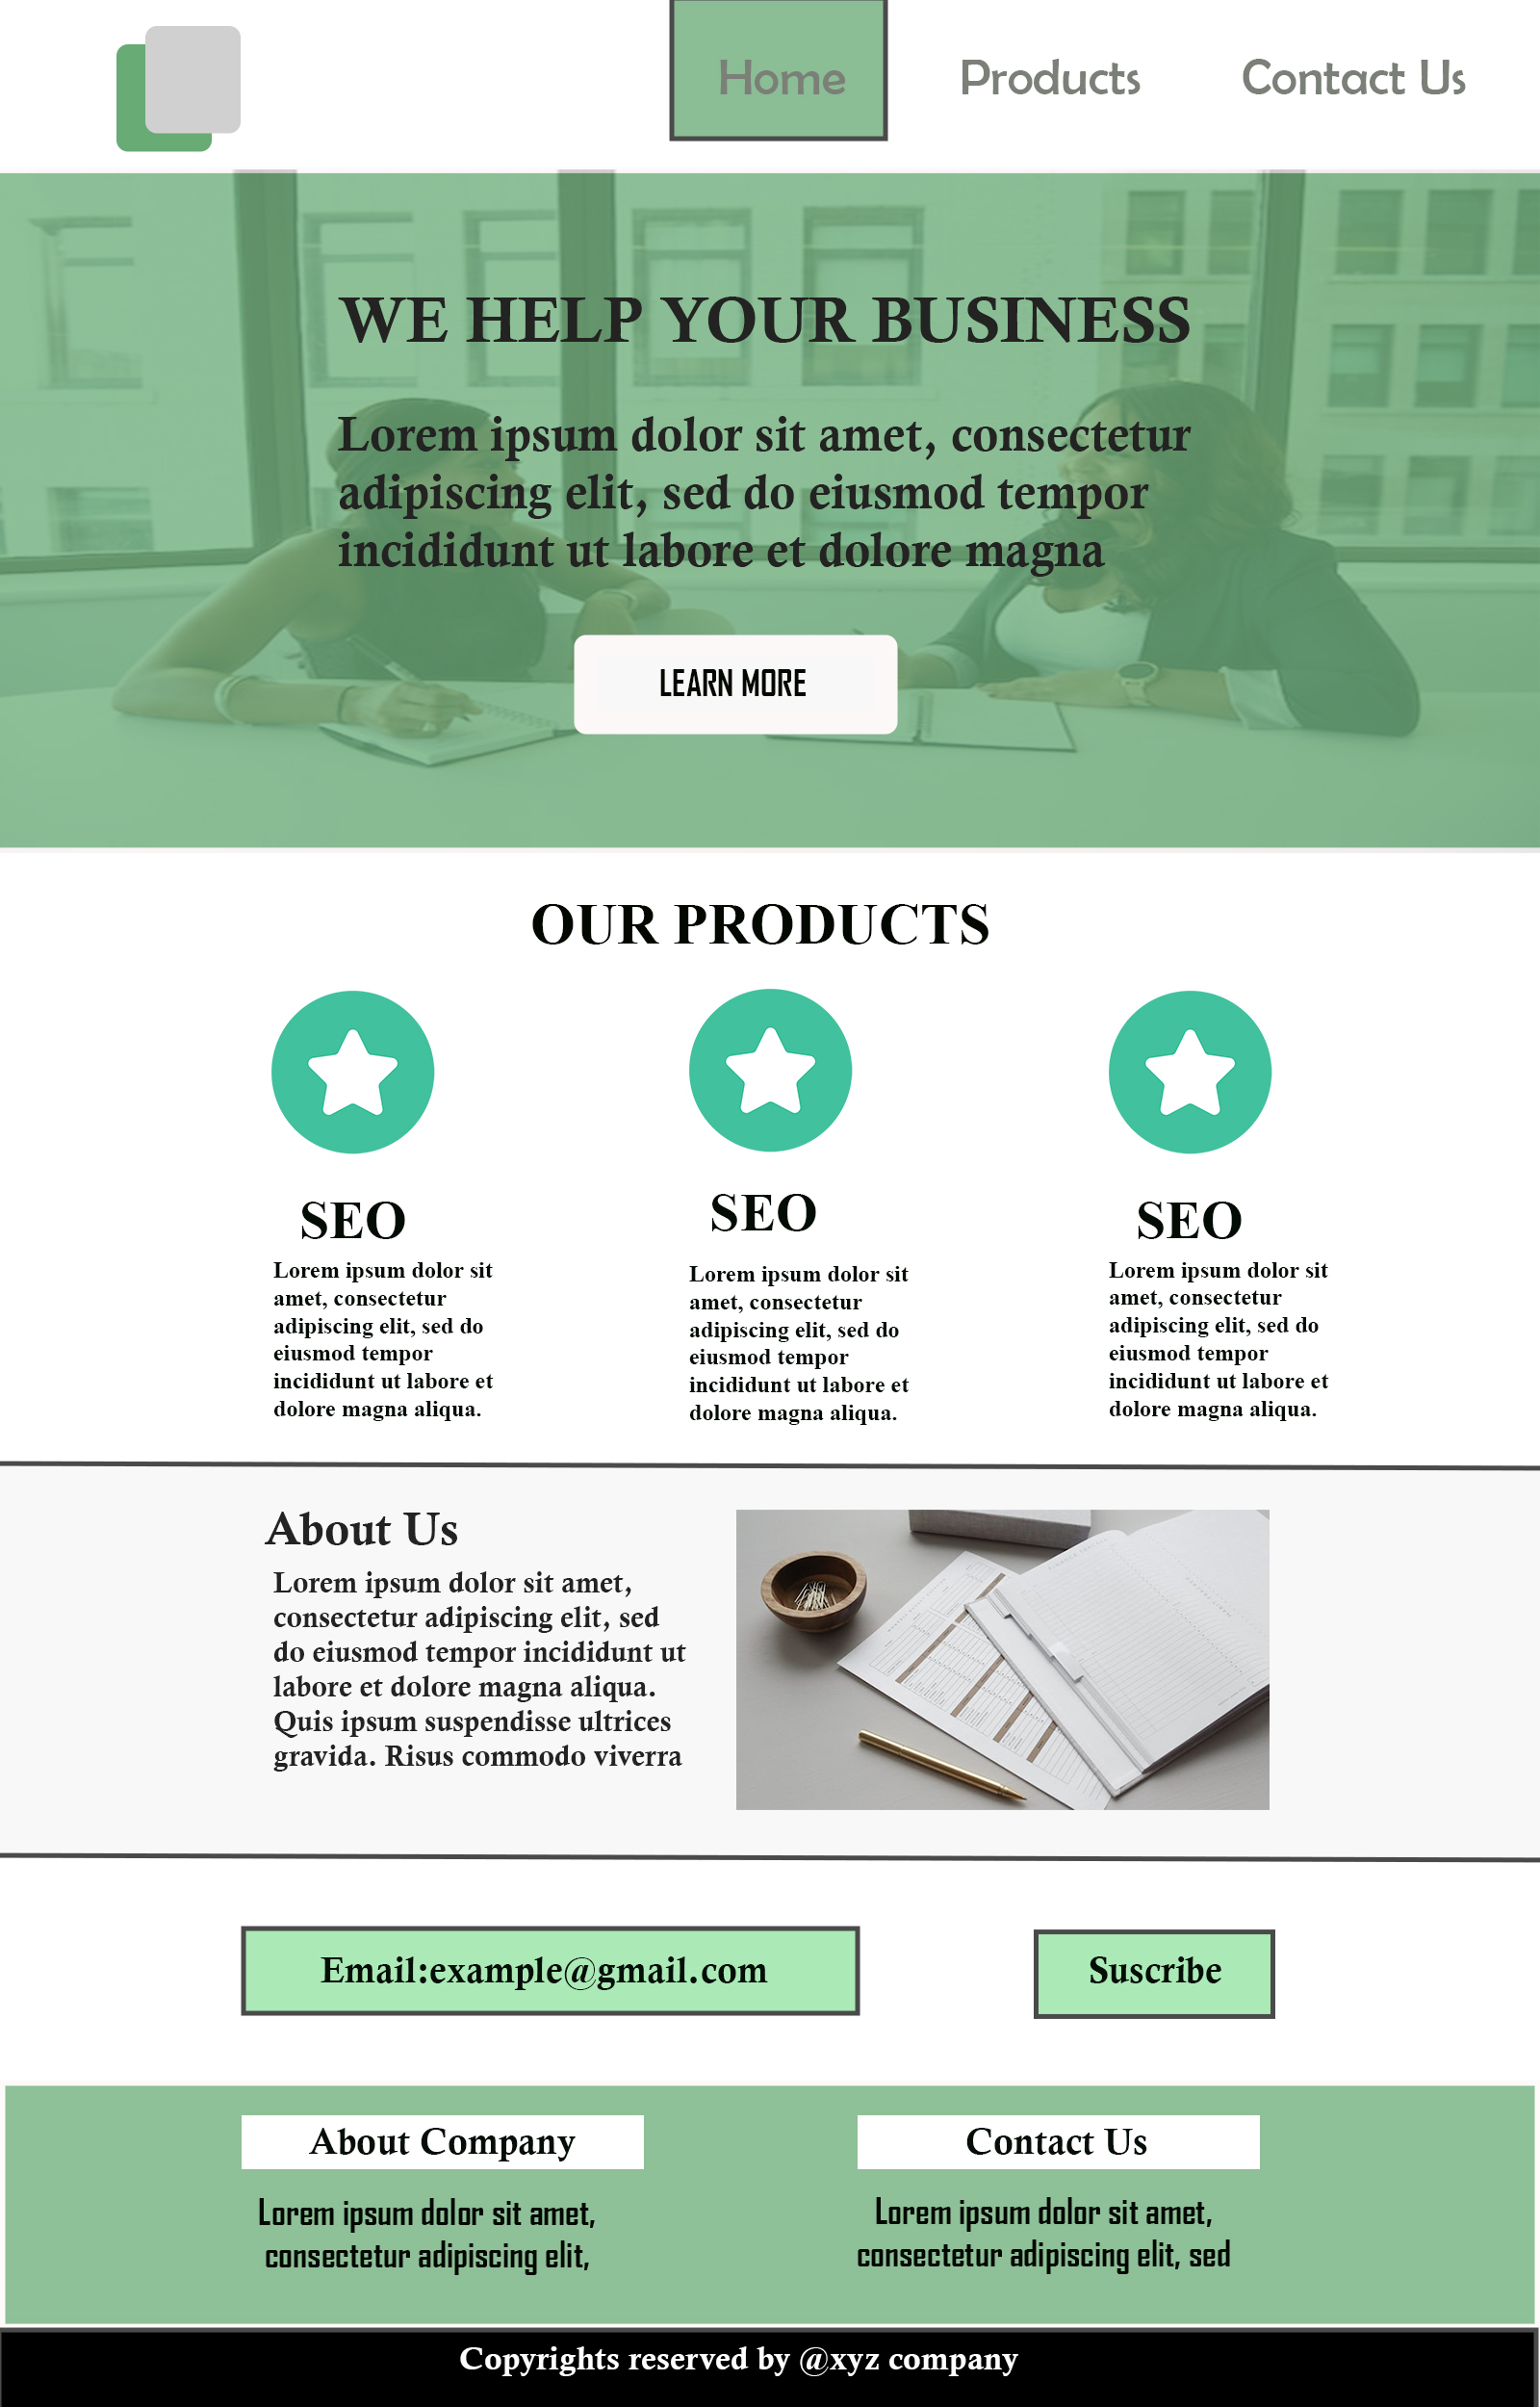 Home
Products
Contact Us
WE HELP YOUR BUSINESS
Lorem ipsum dolor sit amet, consectetur
adipiscing elit, sed do eiusmod tempor
incididunt ut labore et dolore magna
LEARN MORE
OUR PRODUCTS
SEO
Lorem ipsum dolor sit
amet, consectetur
adipiscing elit, sed do
eiusmod tempor
incididunt ut labore et
dolore magna aliqua.
SEO
Lorem ipsum dolor sit
amet, consectetur
adipiscing elit, sed do
eiusmod tempor
incididunt ut labore et
dolore magna aliqua.
SEO
Lorem ipsum dolor sit
amet, consectetur
adipiscing elit, sed do
eiusmod tempor
incididunt ut labore et
dolore magna aliqua.
About Us
Lorem ipsum dolor sit amet,
consectetur adipiscing elit, sed
do eiusmod tempor incididunt ut
labore et dolore magna aliqua.
Quis ipsum suspendisse ultrices
gravida. Risus commodo viverra
Email:example@gmail.com
Suscribe
About Company
Lorem ipsum dolor sit amet,
consectetur adipiscing elit,
Contact Us
Lorem ipsum dolor sit amet,
consectetur adipiscing elit, sed
Copyrights reserved by @xyz company